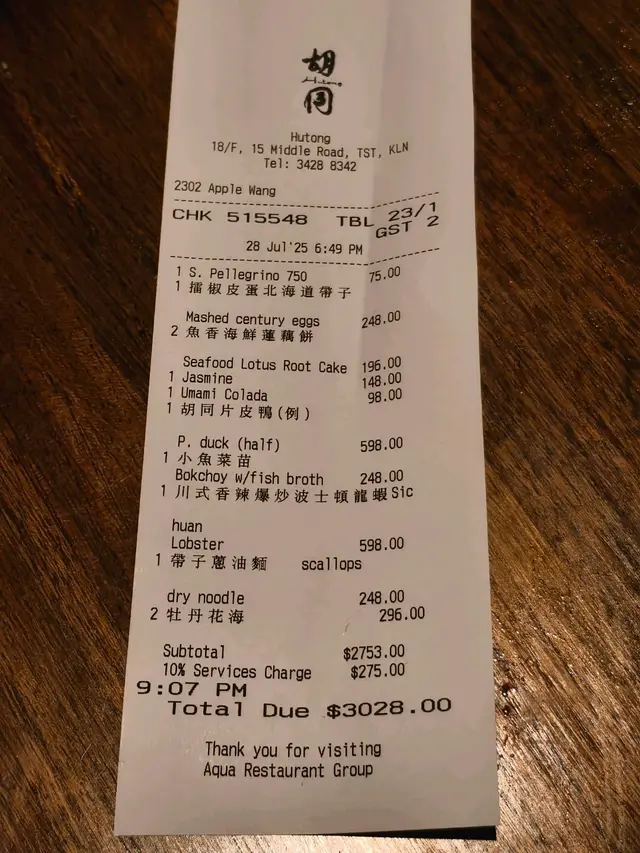 胡
Hutong
同
Hutong
18/F, 15 Middle Road, TST, KLN
Tel: 3428 8342
2302 Apple Wang
CHK 515548 TBL 23/1
GST 2
28 Jul'25 6:49 PM
1 S. Pellegrino 750 75.00
1 擂椒皮蛋北海道帶子
Mashed century eggs 248.00
2 魚香海鮮蓮藕餅
Seafood Lotus Root Cake 196.00
1 Jasmine 148.00
1 Umami Colada 98.00
1 胡同片皮鴨(例)
P. duck (half) 598.00
1 小魚菜苗
Bokchoy w/fish broth 248.00
1 川式香辣爆炒波士頓龍蝦Sic
huan
Lobster 598.00
1 帶子蔥油麵 scallops
dry noodle 248.00
2 牡丹花海 296.00
Subtotal $2753.00
10% Services Charge $275.00
9:07 PM
Total Due $3028.00
Thank you for visiting
Aqua Restaurant Group